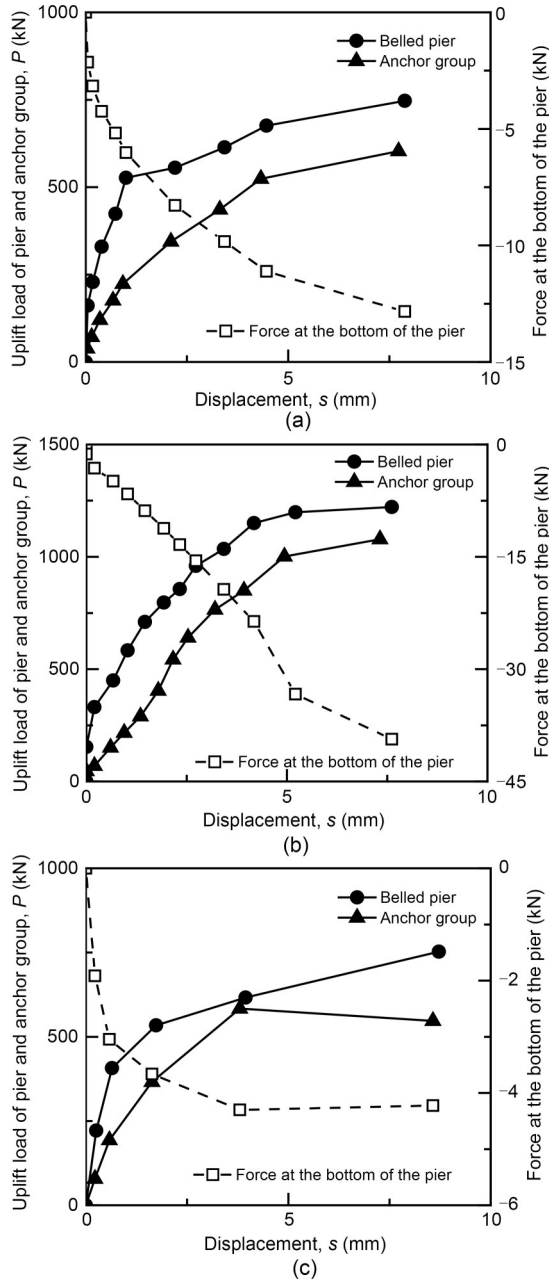 1000
500
0
0
5
10
0
−5
−10
−15
Uplift load of pier and anchor group, P (kN)
Force at the bottom of the pier (kN)
Belled pier
Anchor group
Force at the bottom of the pier
Displacement, s (mm)
(a)
1500
1000
500
0
0
5
10
0
−15
−30
−45
Uplift load of pier and anchor group, P (kN)
Force at the bottom of the pier (kN)
Belled pier
Anchor group
Force at the bottom of the pier
Displacement, s (mm)
(b)
1000
500
0
0
5
10
0
−2
−4
−6
Uplift load of pier and anchor group, P (kN)
Force at the bottom of the pier (kN)
Belled pier
Anchor group
Force at the bottom of the pier
Displacement, s (mm)
(c)